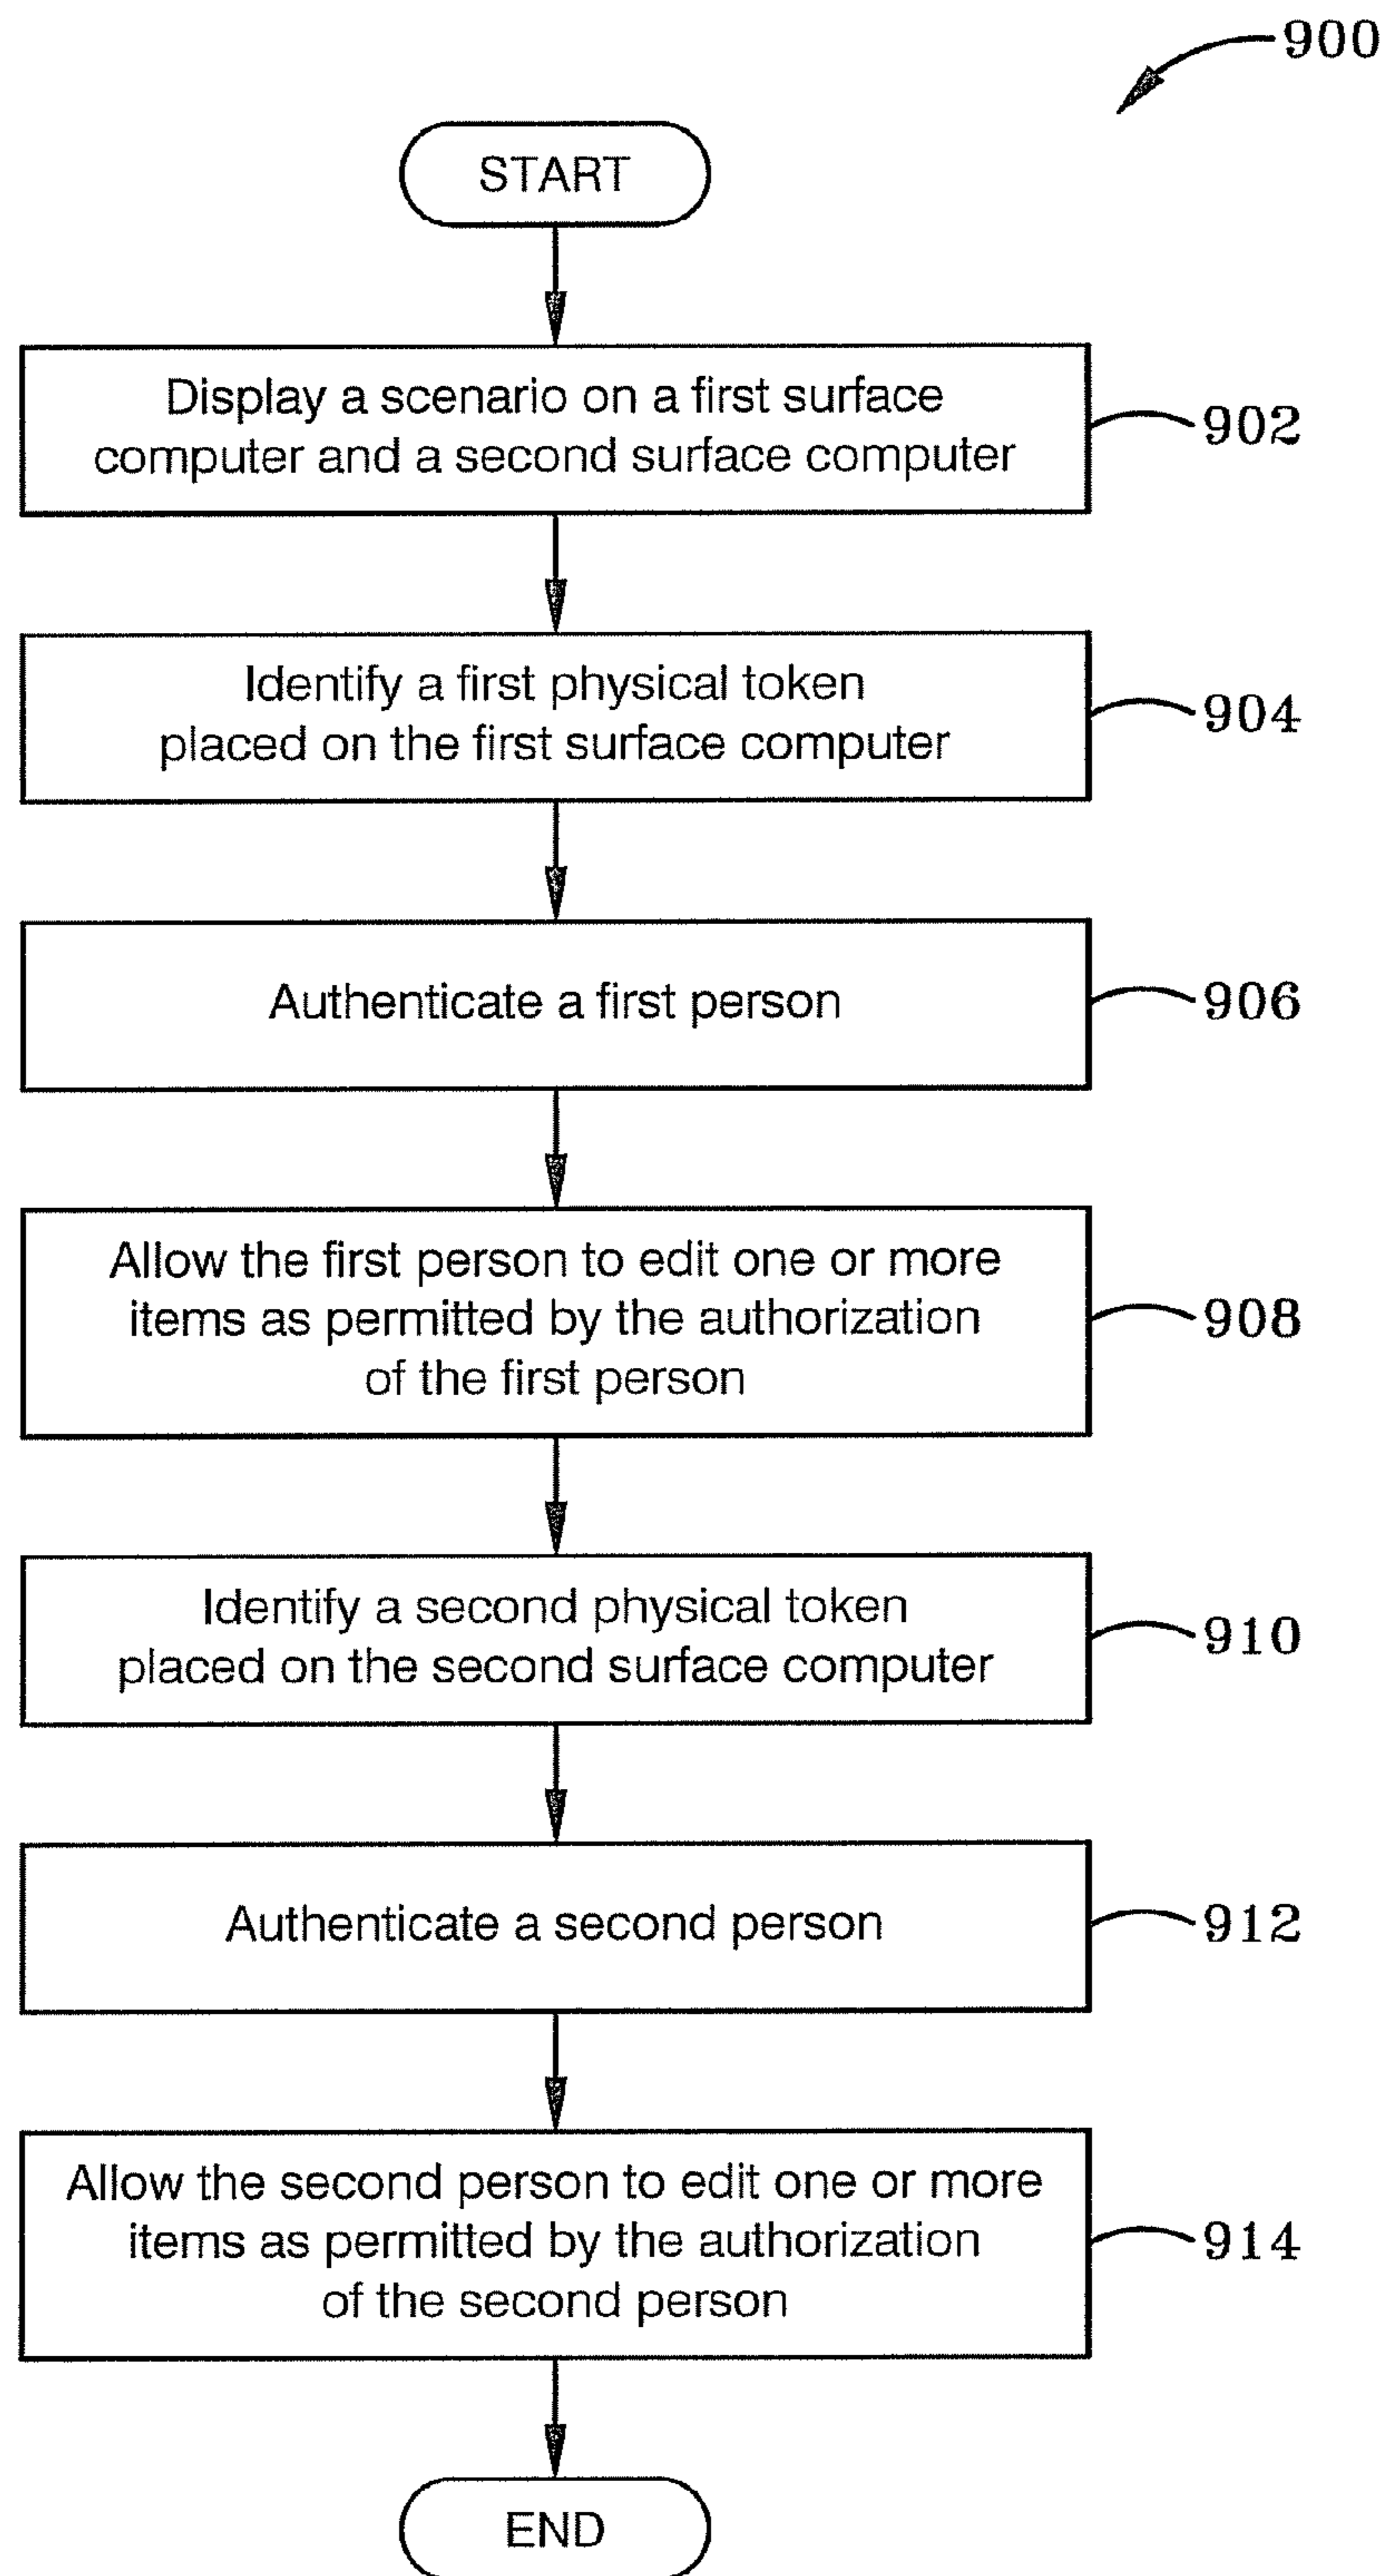 900
START
Display a scenario on a first surface
computer and a second surface computer
902
Identify a first physical token
placed on the first surface computer
904
Authenticate a first person
906
Allow the first person to edit one or more
items as permitted by the authorization
of the first person
908
Identify a second physical token
placed on the second surface computer
910
Authenticate a second person
912
Allow the second person to edit one or more
items as permitted by the authorization
of the second person
914
END